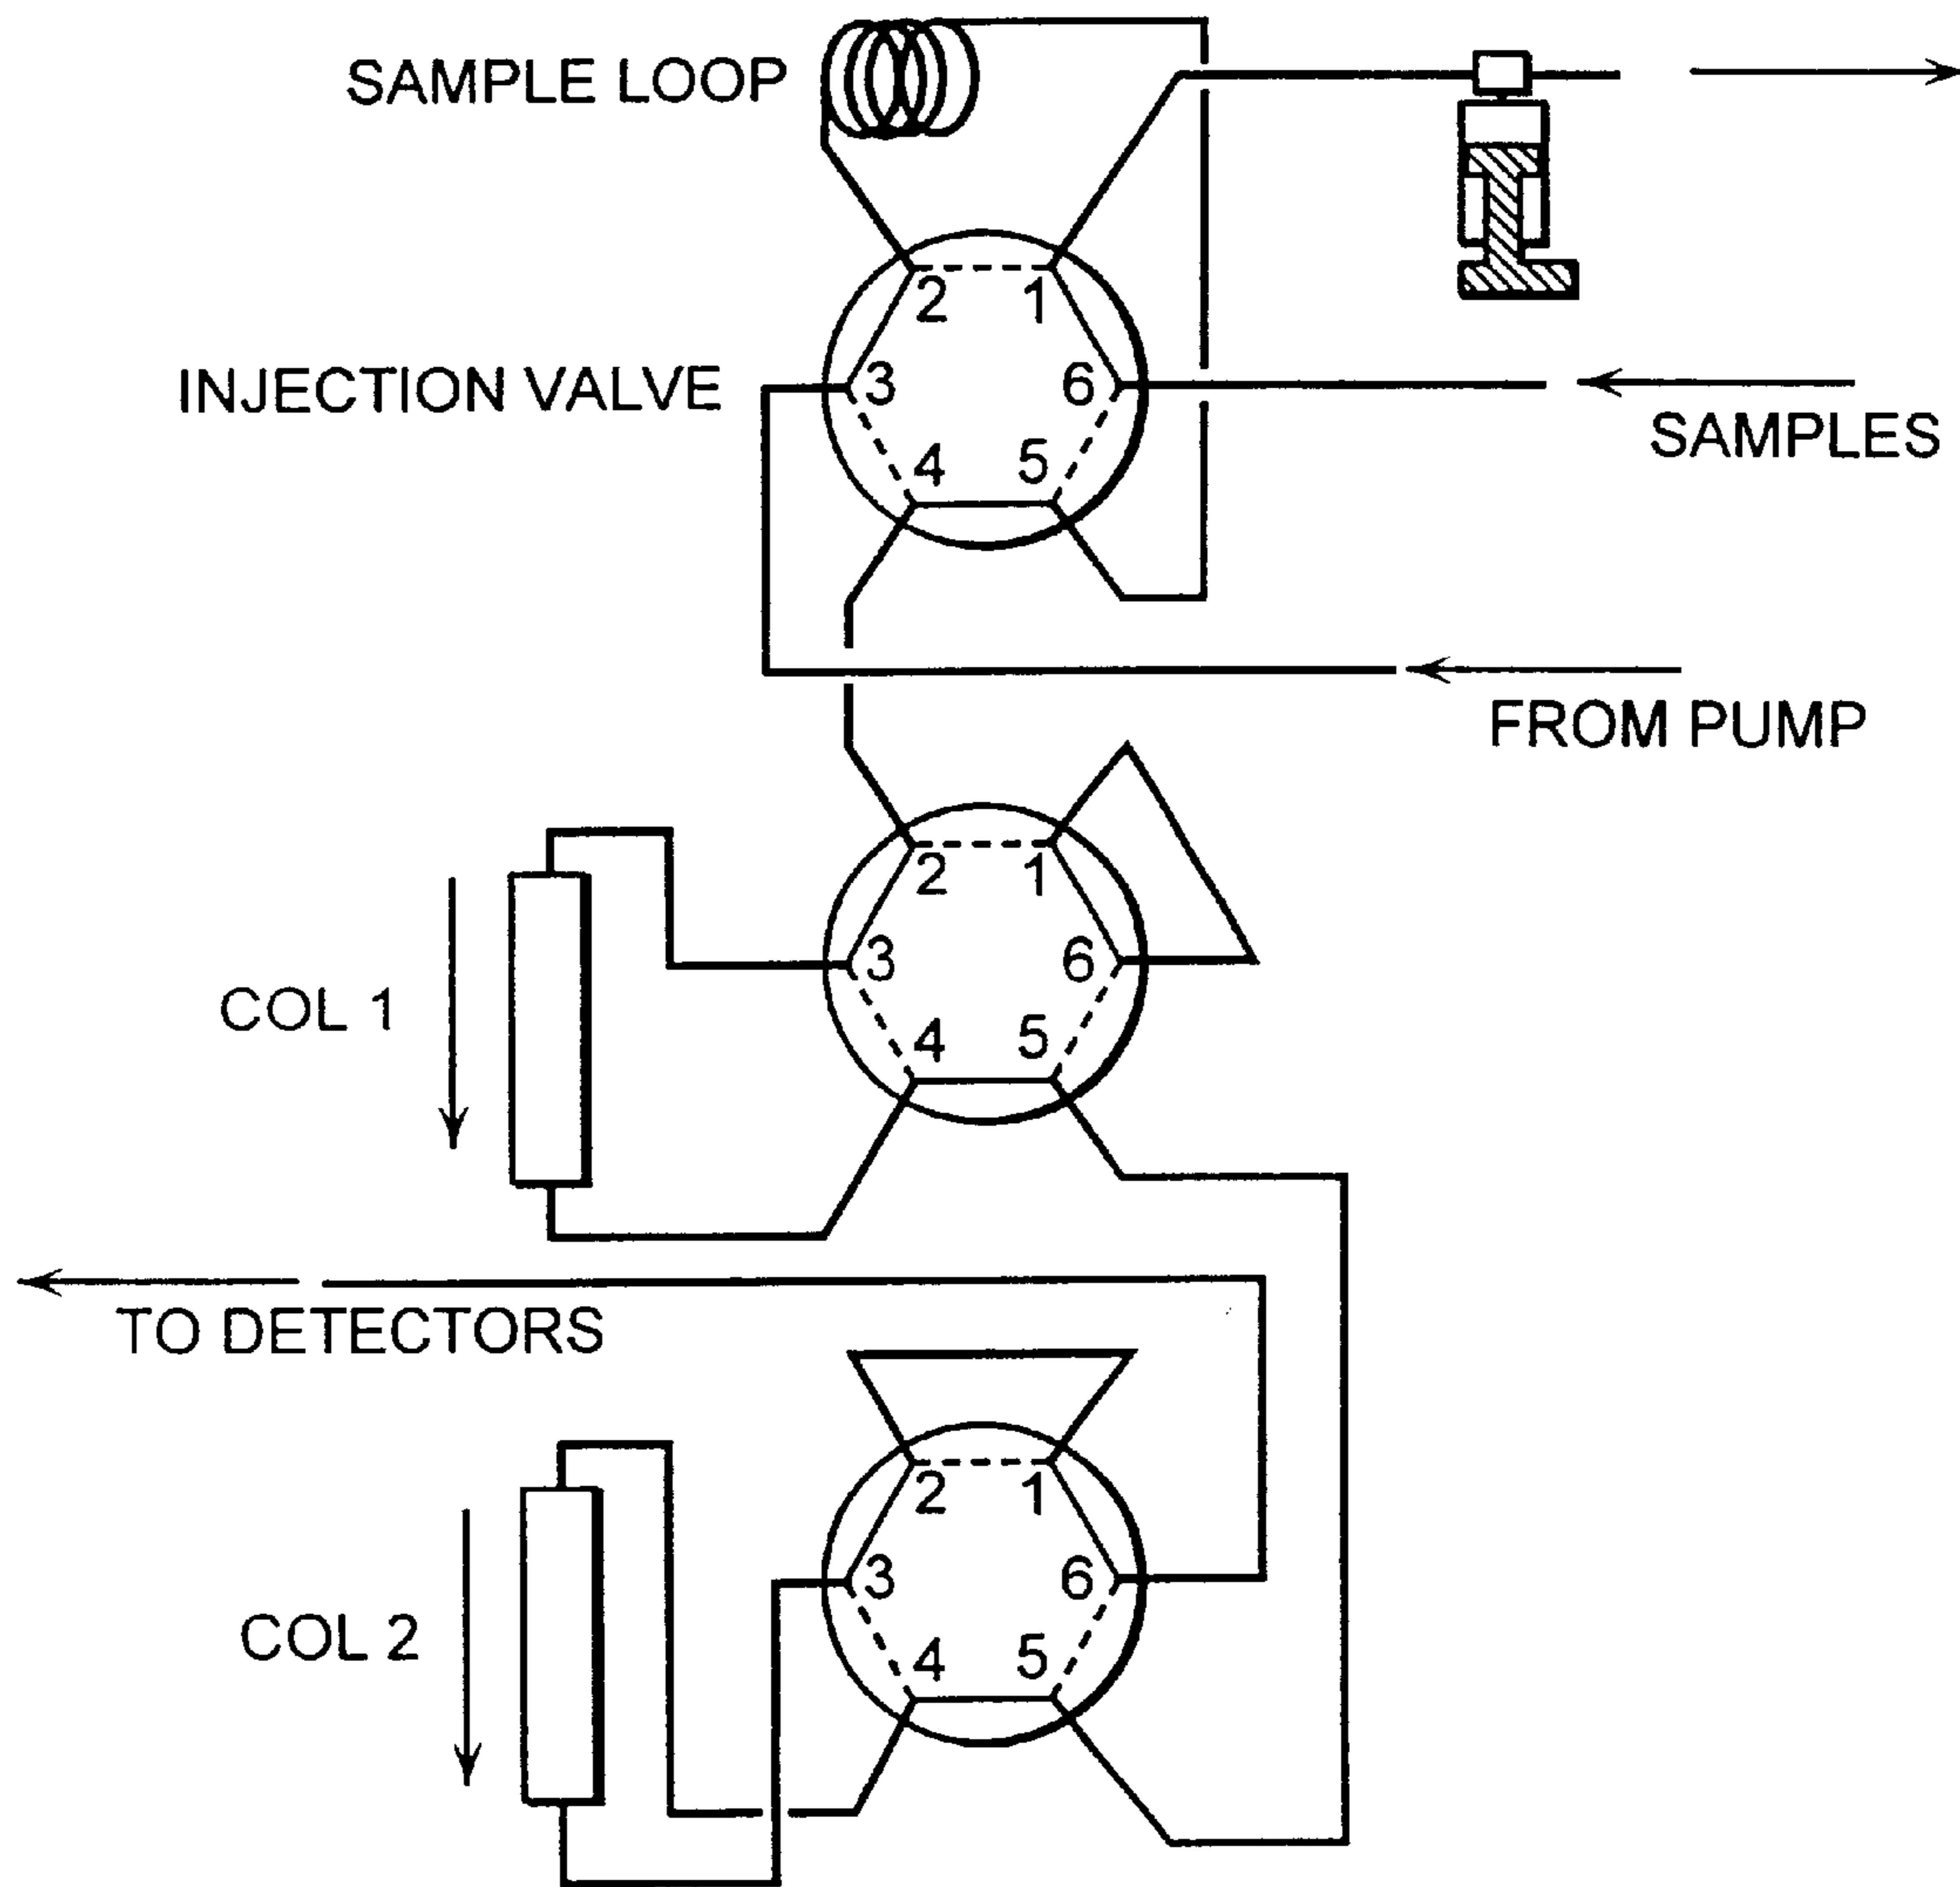 SAMPLE LOOP
2 1
INJECTION VALVE
3 6
SAMPLES
4 5
FROM PUMP
2 1
3 6
COL 1
4 5
TO DETECTORS
2 1
3 6
COL 2
4 5